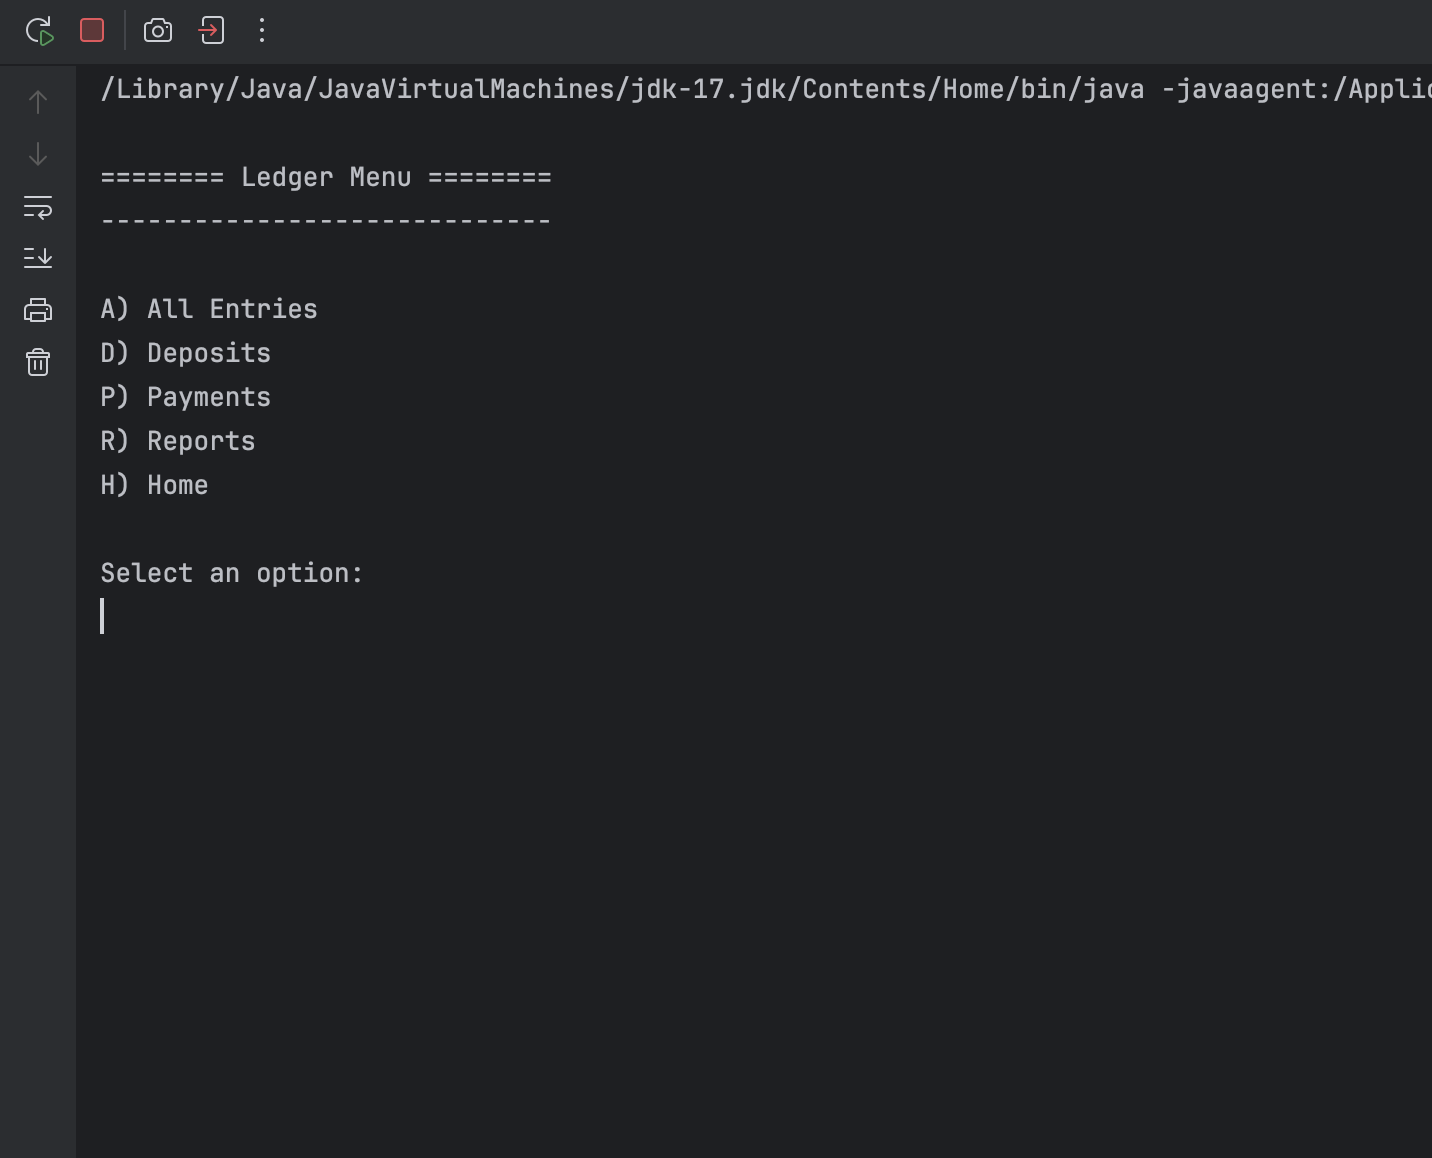 /Library/Java/JavaVirtualMachines/jdk-17.jdk/Contents/Home/bin/java -javaagent:/Applic
======== Ledger Menu ========
-----------------------------
A) All Entries
D) Deposits
P) Payments
R) Reports
H) Home
Select an option: